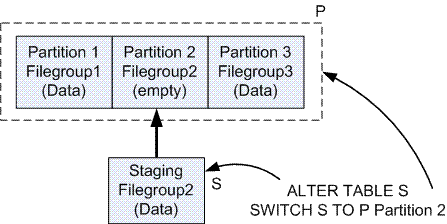 P
Partition 1 Partition 2 Partition 3
Filegroup1 Filegroup2 Filegroup3
(Data) (empty) (Data)
Staging
Filegroup2
(Data)
S
ALTER TABLE S
SWITCH S TO P Partition 2